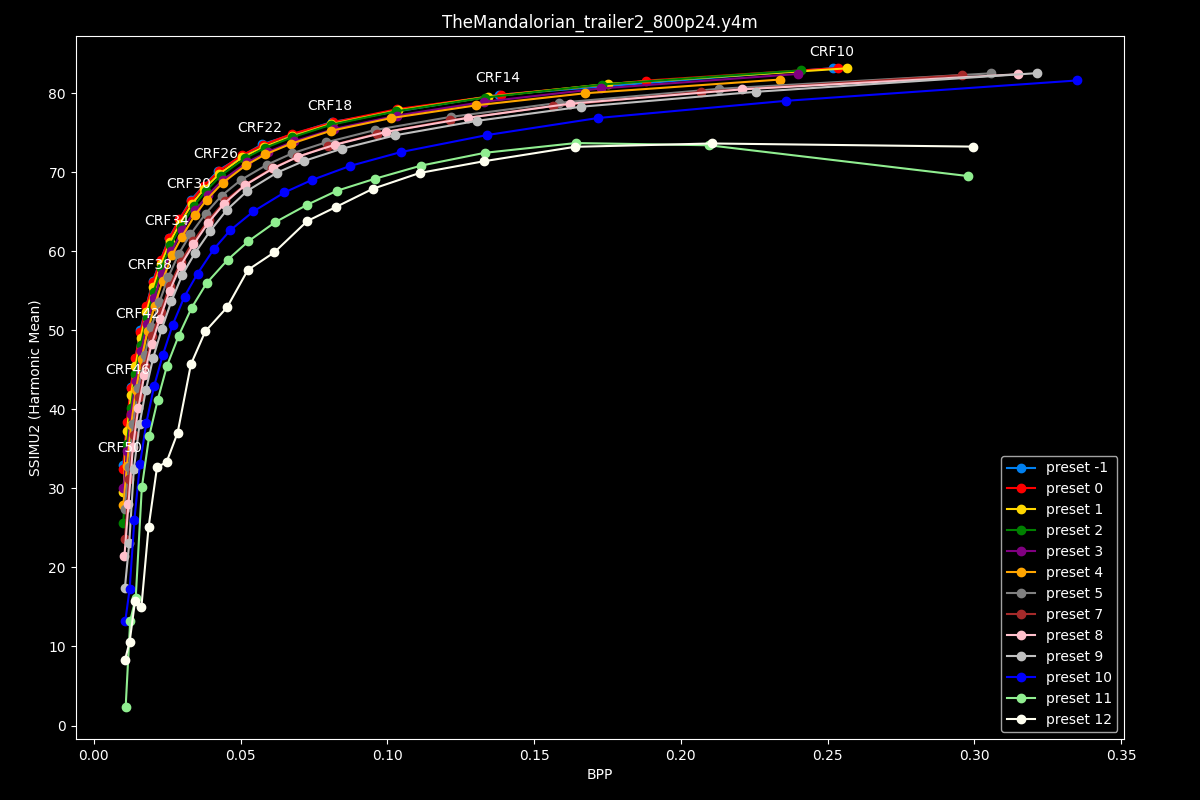 TheMandalorian_trailer2_800p24.y4m
CRF10
CRF14
CRF18
CRF22
CRF26
CRF30
CRF34
CRF38
CRF42
CRF46
CRF50
80
70
60
50
40
30
20
10
0
SSIMU2 (Harmonic Mean)
preset -1
preset 0
preset 1
preset 2
preset 3
preset 4
preset 5
preset 7
preset 8
preset 9
preset 10
preset 11
preset 12
0.00 0.05 0.10 0.15 0.20 0.25 0.30 0.35
BPP